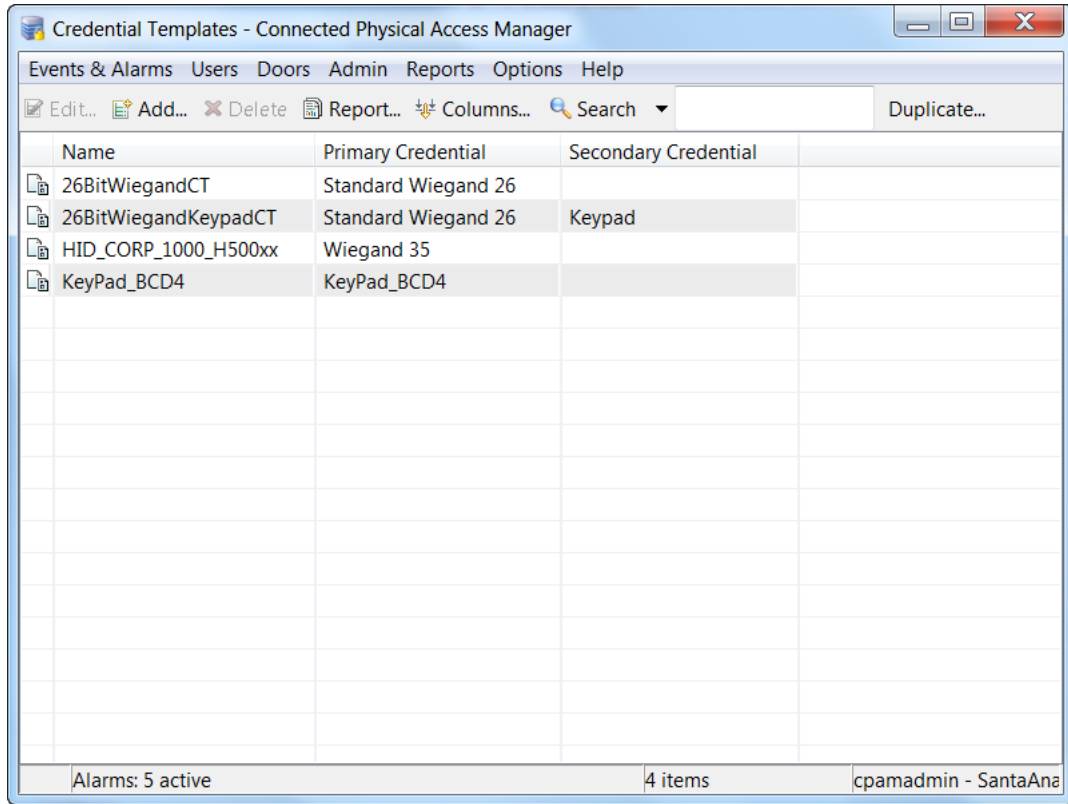 Credential Templates - Connected Physical Access Manager
Events & Alarms Users Doors Admin Reports Options Help
Edit... Add... Delete Report... Columns... Search Duplicate...
Name Primary Credential Secondary Credential
26BitWiegandCT Standard Wiegand 26
26BitWiegandKeypadCT Standard Wiegand 26 Keypad
HID_CORP_1000_H500xx Wiegand 35
KeyPad_BCD4 KeyPad_BCD4
Alarms: 5 active 4 items cpamadmin - SantaAna